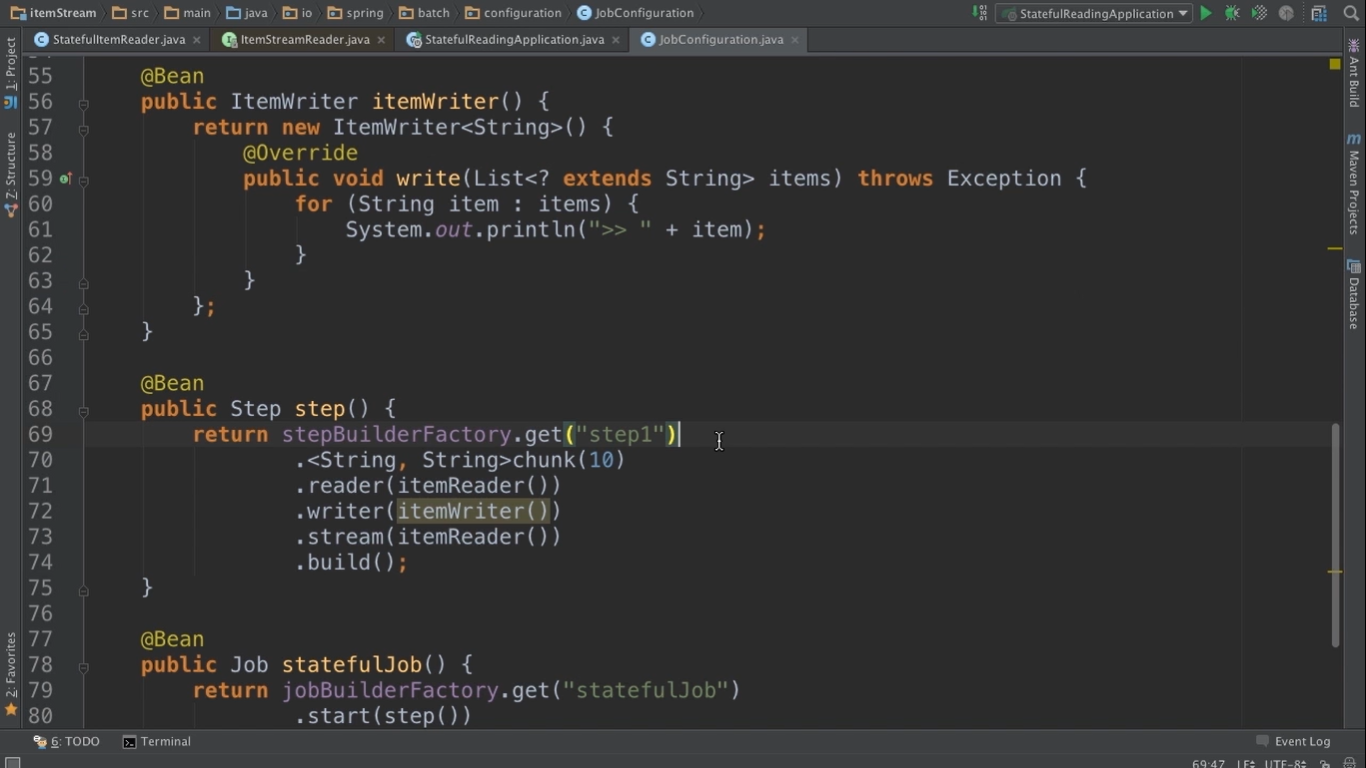 itemStream src main java io spring batch configuration JobConfiguration StatefulReadingApplication
StatefulItemReader.java ItemStreamReader.java StatefulReadingApplication.java JobConfiguration.java
55 @Bean
56 public ItemWriter itemWriter() {
57 return new ItemWriter<String>() {
58 @Override
59 public void write(List<? extends String> items) throws Exception {
60 for (String item : items) {
61 System.out.println(">> " + item);
62 }
63 }
64 };
65 }
66
67 @Bean
68 public Step step() {
69 return stepBuilderFactory.get("step1")
70 .<String, String>chunk(10)
71 .reader(itemReader())
72 .writer(itemWriter())
73 .stream(itemReader())
74 .build();
75 }
76
77 @Bean
78 public Job statefulJob() {
79 return jobBuilderFactory.get("statefulJob")
80 .start(step())
1: Project
7: Structure
2: Favorites
Ant Build
Maven Projects
Database
6: TODO Terminal Event Log
69:47 LF UTF-8